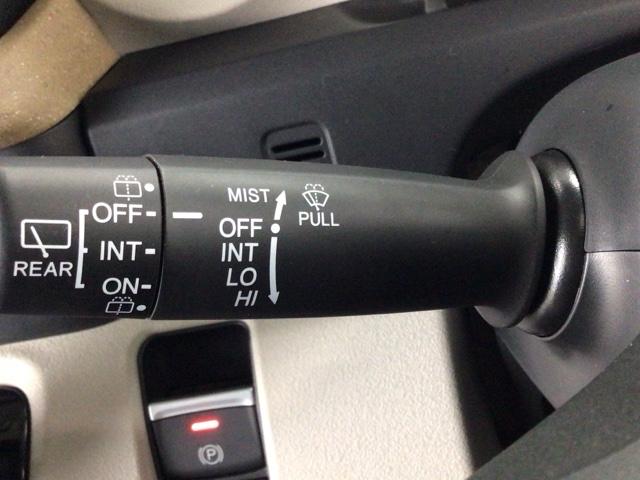 OFF
INT
ON
REAR
MIST
OFF
INT
LO
HI
PULL
P